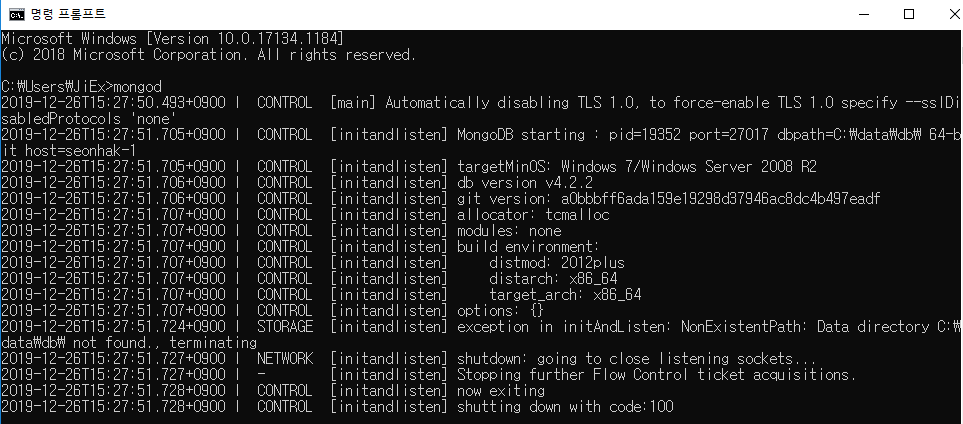 명령 프롬프트
Microsoft Windows [Version 10.0.17134.1184]
(c) 2018 Microsoft Corporation. All rights reserved.
C:₩Users₩JiEx>mongod
2019-12-26T15:27:50.493+0900 I  CONTROL  [main] Automatically disabling TLS 1.0, to force-enable TLS 1.0 specify --sslDi
sabledProtocols 'none'
2019-12-26T15:27:51.705+0900 I  CONTROL  [initandlisten] MongoDB starting : pid=19352 port=27017 dbpath=C:₩data₩db₩ 64-b
it host=seonhak-1
2019-12-26T15:27:51.705+0900 I  CONTROL  [initandlisten] targetMinOS: Windows 7/Windows Server 2008 R2
2019-12-26T15:27:51.706+0900 I  CONTROL  [initandlisten] db version v4.2.2
2019-12-26T15:27:51.706+0900 I  CONTROL  [initandlisten] git version: a0bbbff6ada159e19298d37946ac8dc4b497eadf
2019-12-26T15:27:51.707+0900 I  CONTROL  [initandlisten] allocator: tcmalloc
2019-12-26T15:27:51.707+0900 I  CONTROL  [initandlisten] modules: none
2019-12-26T15:27:51.707+0900 I  CONTROL  [initandlisten] build environment:
2019-12-26T15:27:51.707+0900 I  CONTROL  [initandlisten]     distmod: 2012plus
2019-12-26T15:27:51.707+0900 I  CONTROL  [initandlisten]     distarch: x86_64
2019-12-26T15:27:51.707+0900 I  CONTROL  [initandlisten]     target_arch: x86_64
2019-12-26T15:27:51.707+0900 I  CONTROL  [initandlisten] options: {}
2019-12-26T15:27:51.724+0900 I  STORAGE  [initandlisten] exception in initAndListen: NonExistentPath: Data directory C:₩
data₩db₩ not found., terminating
2019-12-26T15:27:51.727+0900 I  NETWORK  [initandlisten] shutdown: going to close listening sockets...
2019-12-26T15:27:51.727+0900 I  -        [initandlisten] Stopping further Flow Control ticket acquisitions.
2019-12-26T15:27:51.728+0900 I  CONTROL  [initandlisten] now exiting
2019-12-26T15:27:51.728+0900 I  CONTROL  [initandlisten] shutting down with code:100